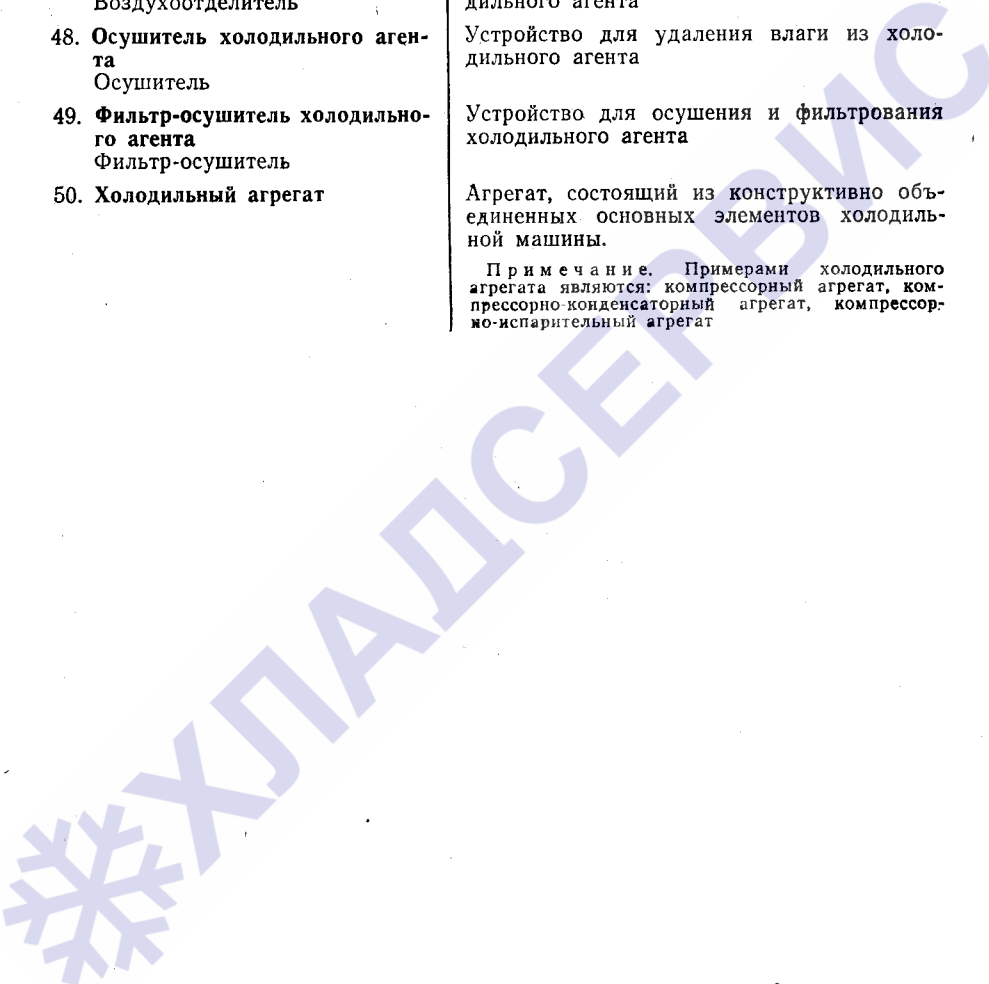 Воздухоотделитель
дильного агента
48. Осушитель холодильного аген-
та
Осушитель
Устройство для удаления влаги из холо-
дильного агента
49. Фильтр-осушитель холодильно-
го агента
Фильтр-осушитель
Устройство для осушения и фильтрования
холодильного агента
50. Холодильный агрегат
Агрегат, состоящий из конструктивно объ-
единенных основных элементов холодиль-
ной машины.
Примечание. Примерами холодильного
агрегата являются: компрессорный агрегат, ком-
прессорно-конденсаторный агрегат, компрессор-
но-испарительный агрегат
ХЛАДСЕРВИС